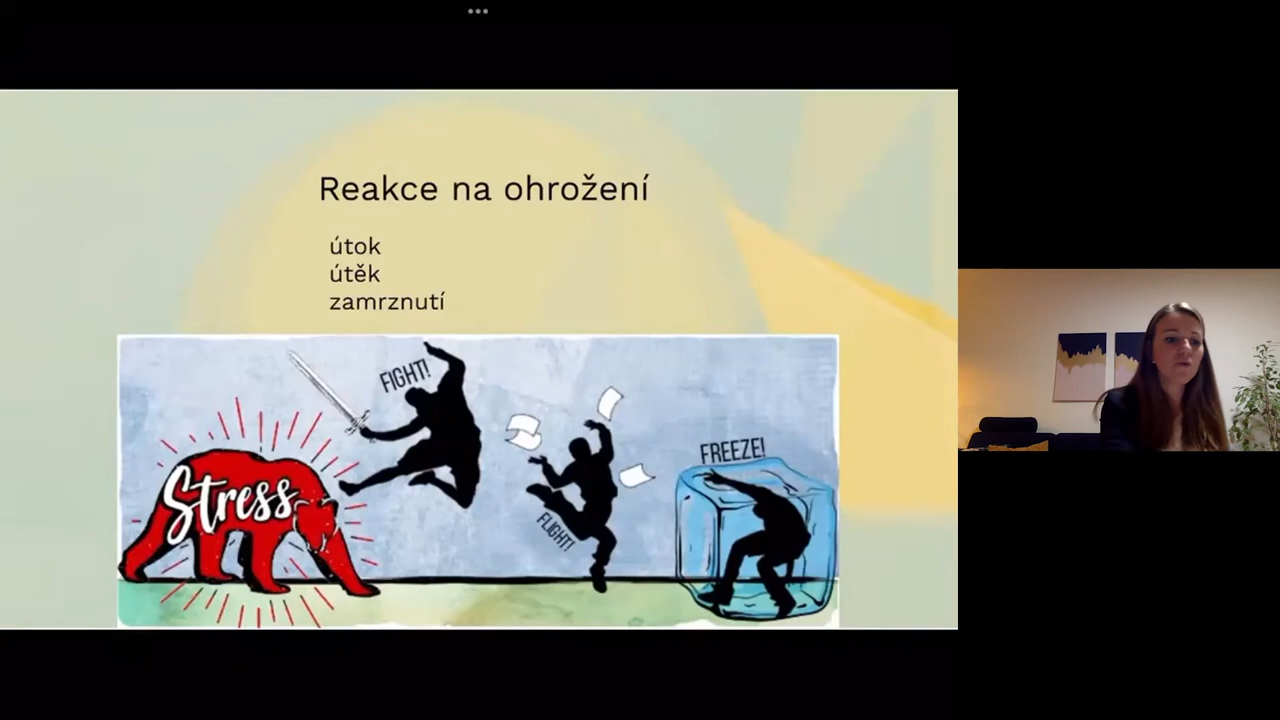 Reakce na ohrožení
útok
útěk
zamrznutí
FIGHT!
FREEZE!
Stress
FLIGHT!